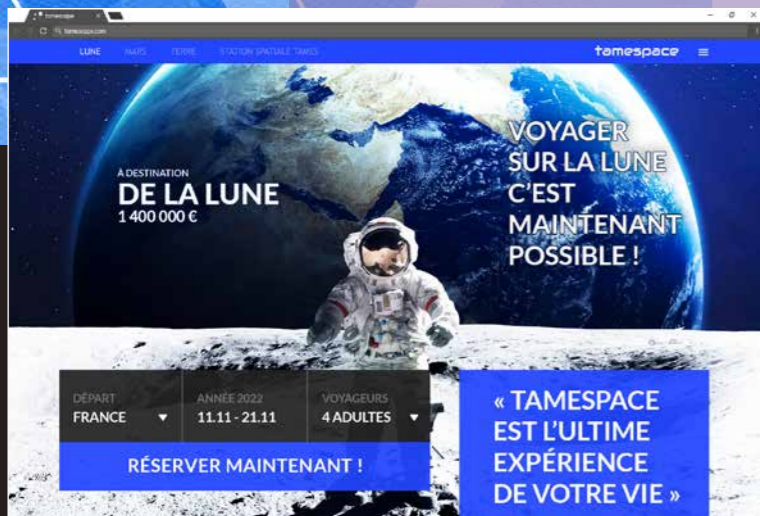 tamespace
tamespace.com
LUNE MARS TERRE STATION SPATIALE TAMES
tamespace
À DESTINATION
DE LA LUNE
1 400 000 €
VOYAGER
SUR LA LUNE
C'EST
MAINTENANT
POSSIBLE !
DÉPART
FRANCE
ANNÉE 2022
11.11 - 21.11
VOYAGEURS
4 ADULTES
RÉSERVER MAINTENANT !
« TAMESPACE
EST L'ULTIME
EXPÉRIENCE
DE VOTRE VIE »